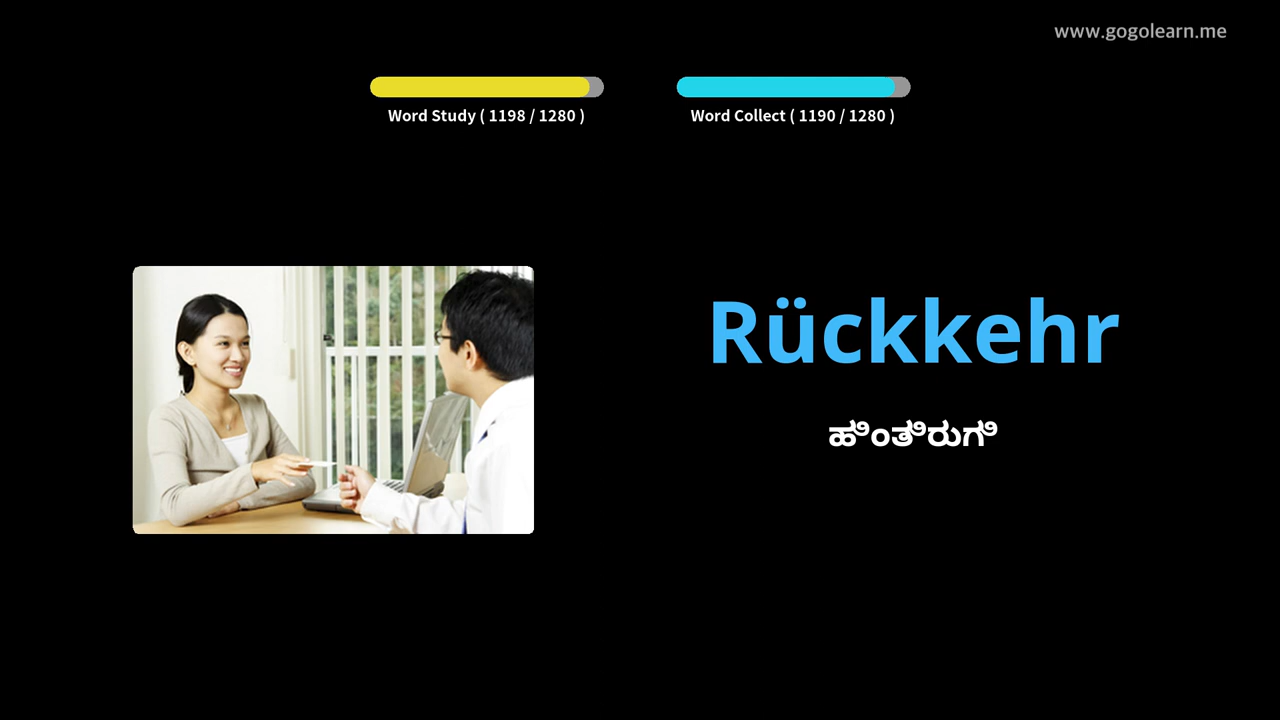 www.gogolearn.me
Word Study ( 1198 / 1280 )
Word Collect ( 1190 / 1280 )
Rückkehr
ಹಿಂತಿರುಗಿ